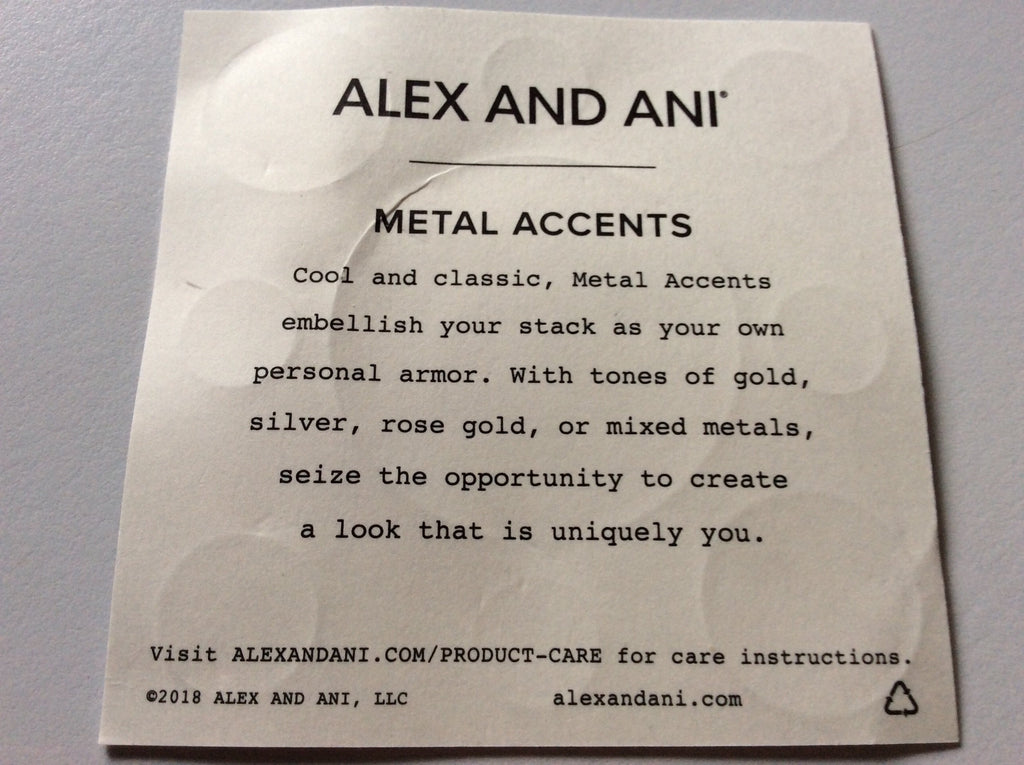 ALEX AND ANI®
METAL ACCENTS
Cool and classic, Metal Accents
embellish your stack as your own
personal armor. With tones of gold,
silver, rose gold, or mixed metals,
seize the opportunity to create
a look that is uniquely you.
Visit ALEXANDANI.COM/PRODUCT-CARE for care instructions.
©2018 ALEX AND ANI, LLC alexandani.com